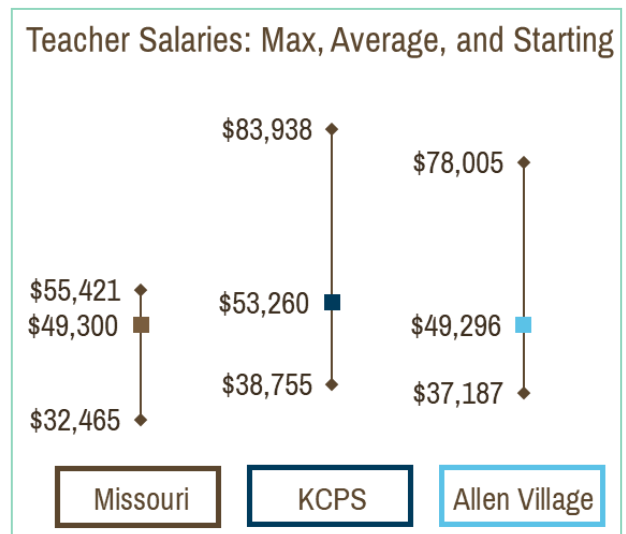 Teacher Salaries: Max, Average, and Starting
$83,938
$78,005
$55,421
$49,300
$53,260
$49,296
$38,755
$37,187
$32,465
Missouri
KCPS
Allen Village